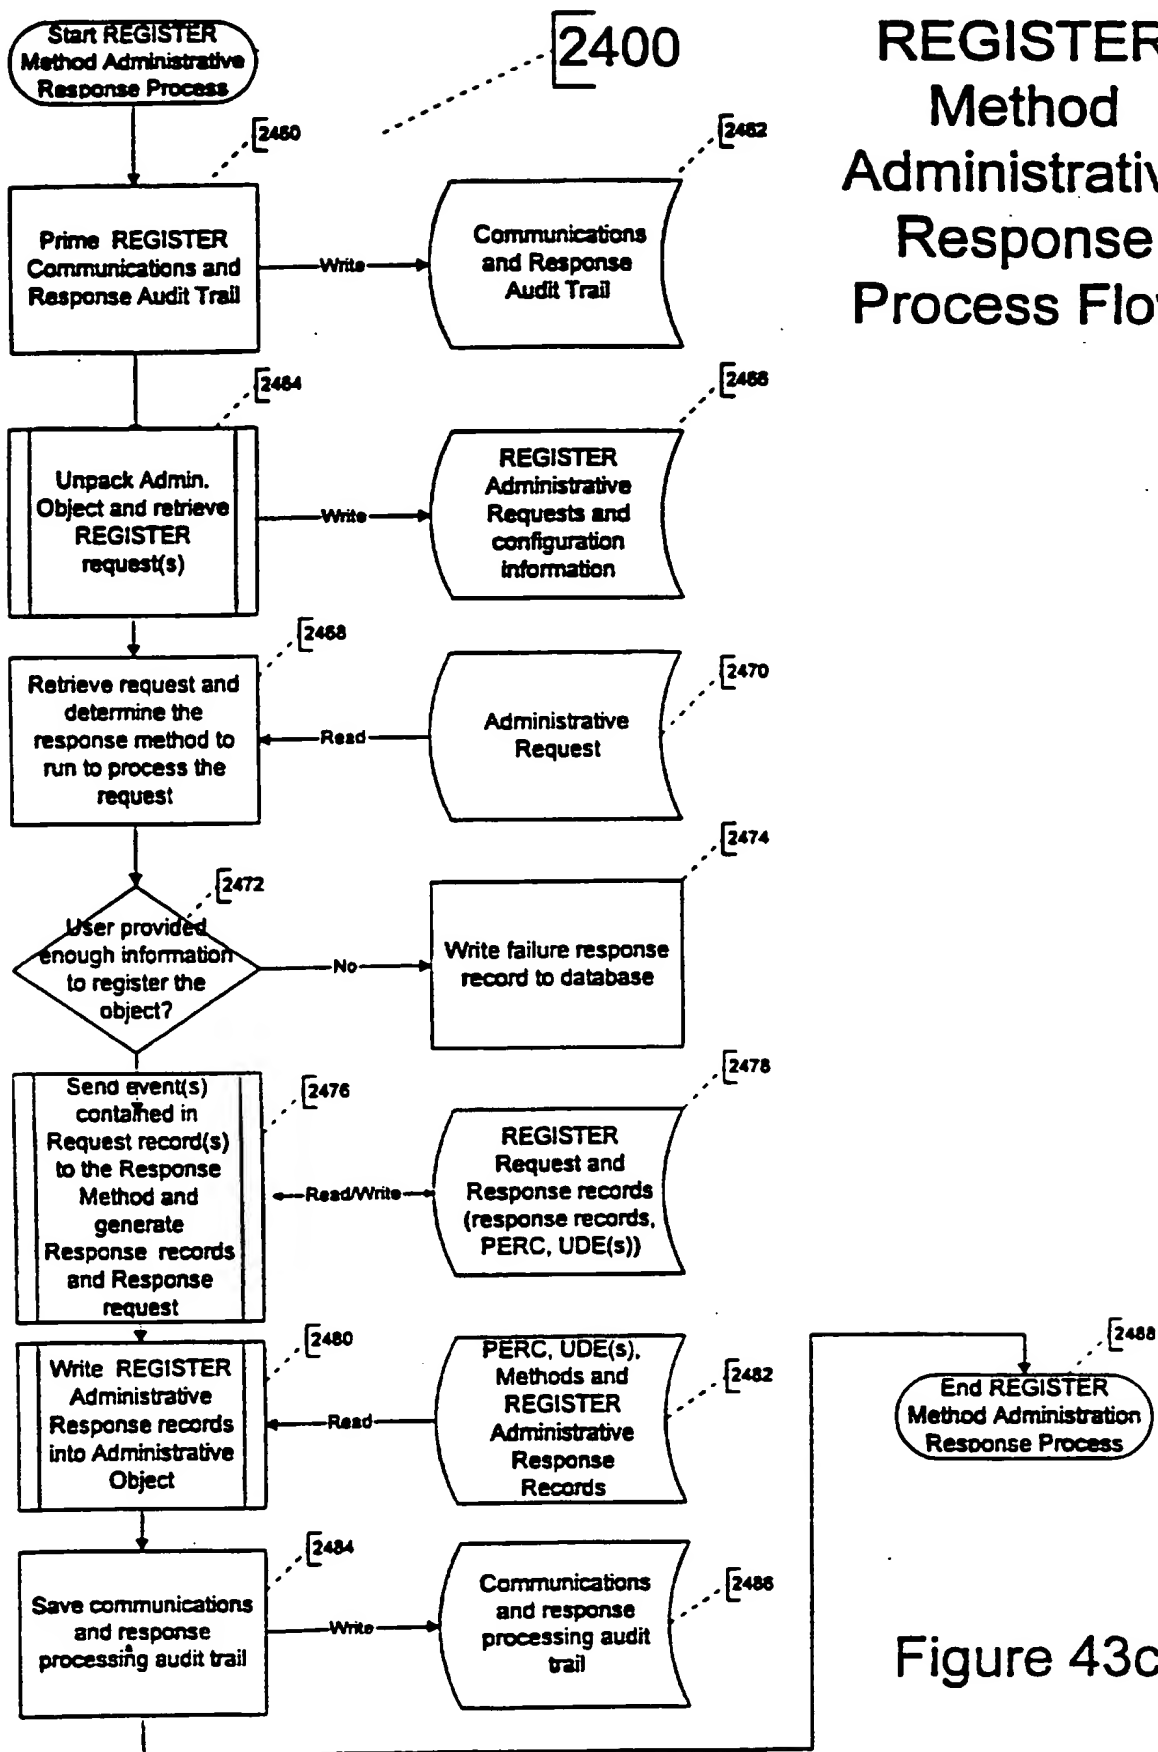 Start REGISTER
Method Administrative
Response Process
2400
REGISTER
Method
Administrativ
Response
Process Flo
2460
Prime REGISTER
Communications and
Response Audit Trail
Write
2462
Communications
and Response
Audit Trail
2464
Unpack Admin.
Object and retrieve
REGISTER
request(s)
Write
2466
REGISTER
Administrative
Requests and
configuration
information
2468
Retrieve request and
determine the
response method to
run to process the
request
Read
2470
Administrative
Request
2472
User provided
enough information
to register the
object?
No
2474
Write failure response
record to database
2476
Send event(s)
contained in
Request record(s)
to the Response
Method and
generate
Response records
and Response
request
Read/Write
2478
REGISTER
Request and
Response records
(response records,
PERC, UDE(s))
2480
Write REGISTER
Administrative
Response records
into Administrative
Object
Read
2482
PERC, UDE(s),
Methods and
REGISTER
Administrative
Response
Records
2484
Save communications
and response
processing audit trail
Write
2486
Communications
and response
processing audit
trail
2488
End REGISTER
Method Administration
Response Process
Figure 43c